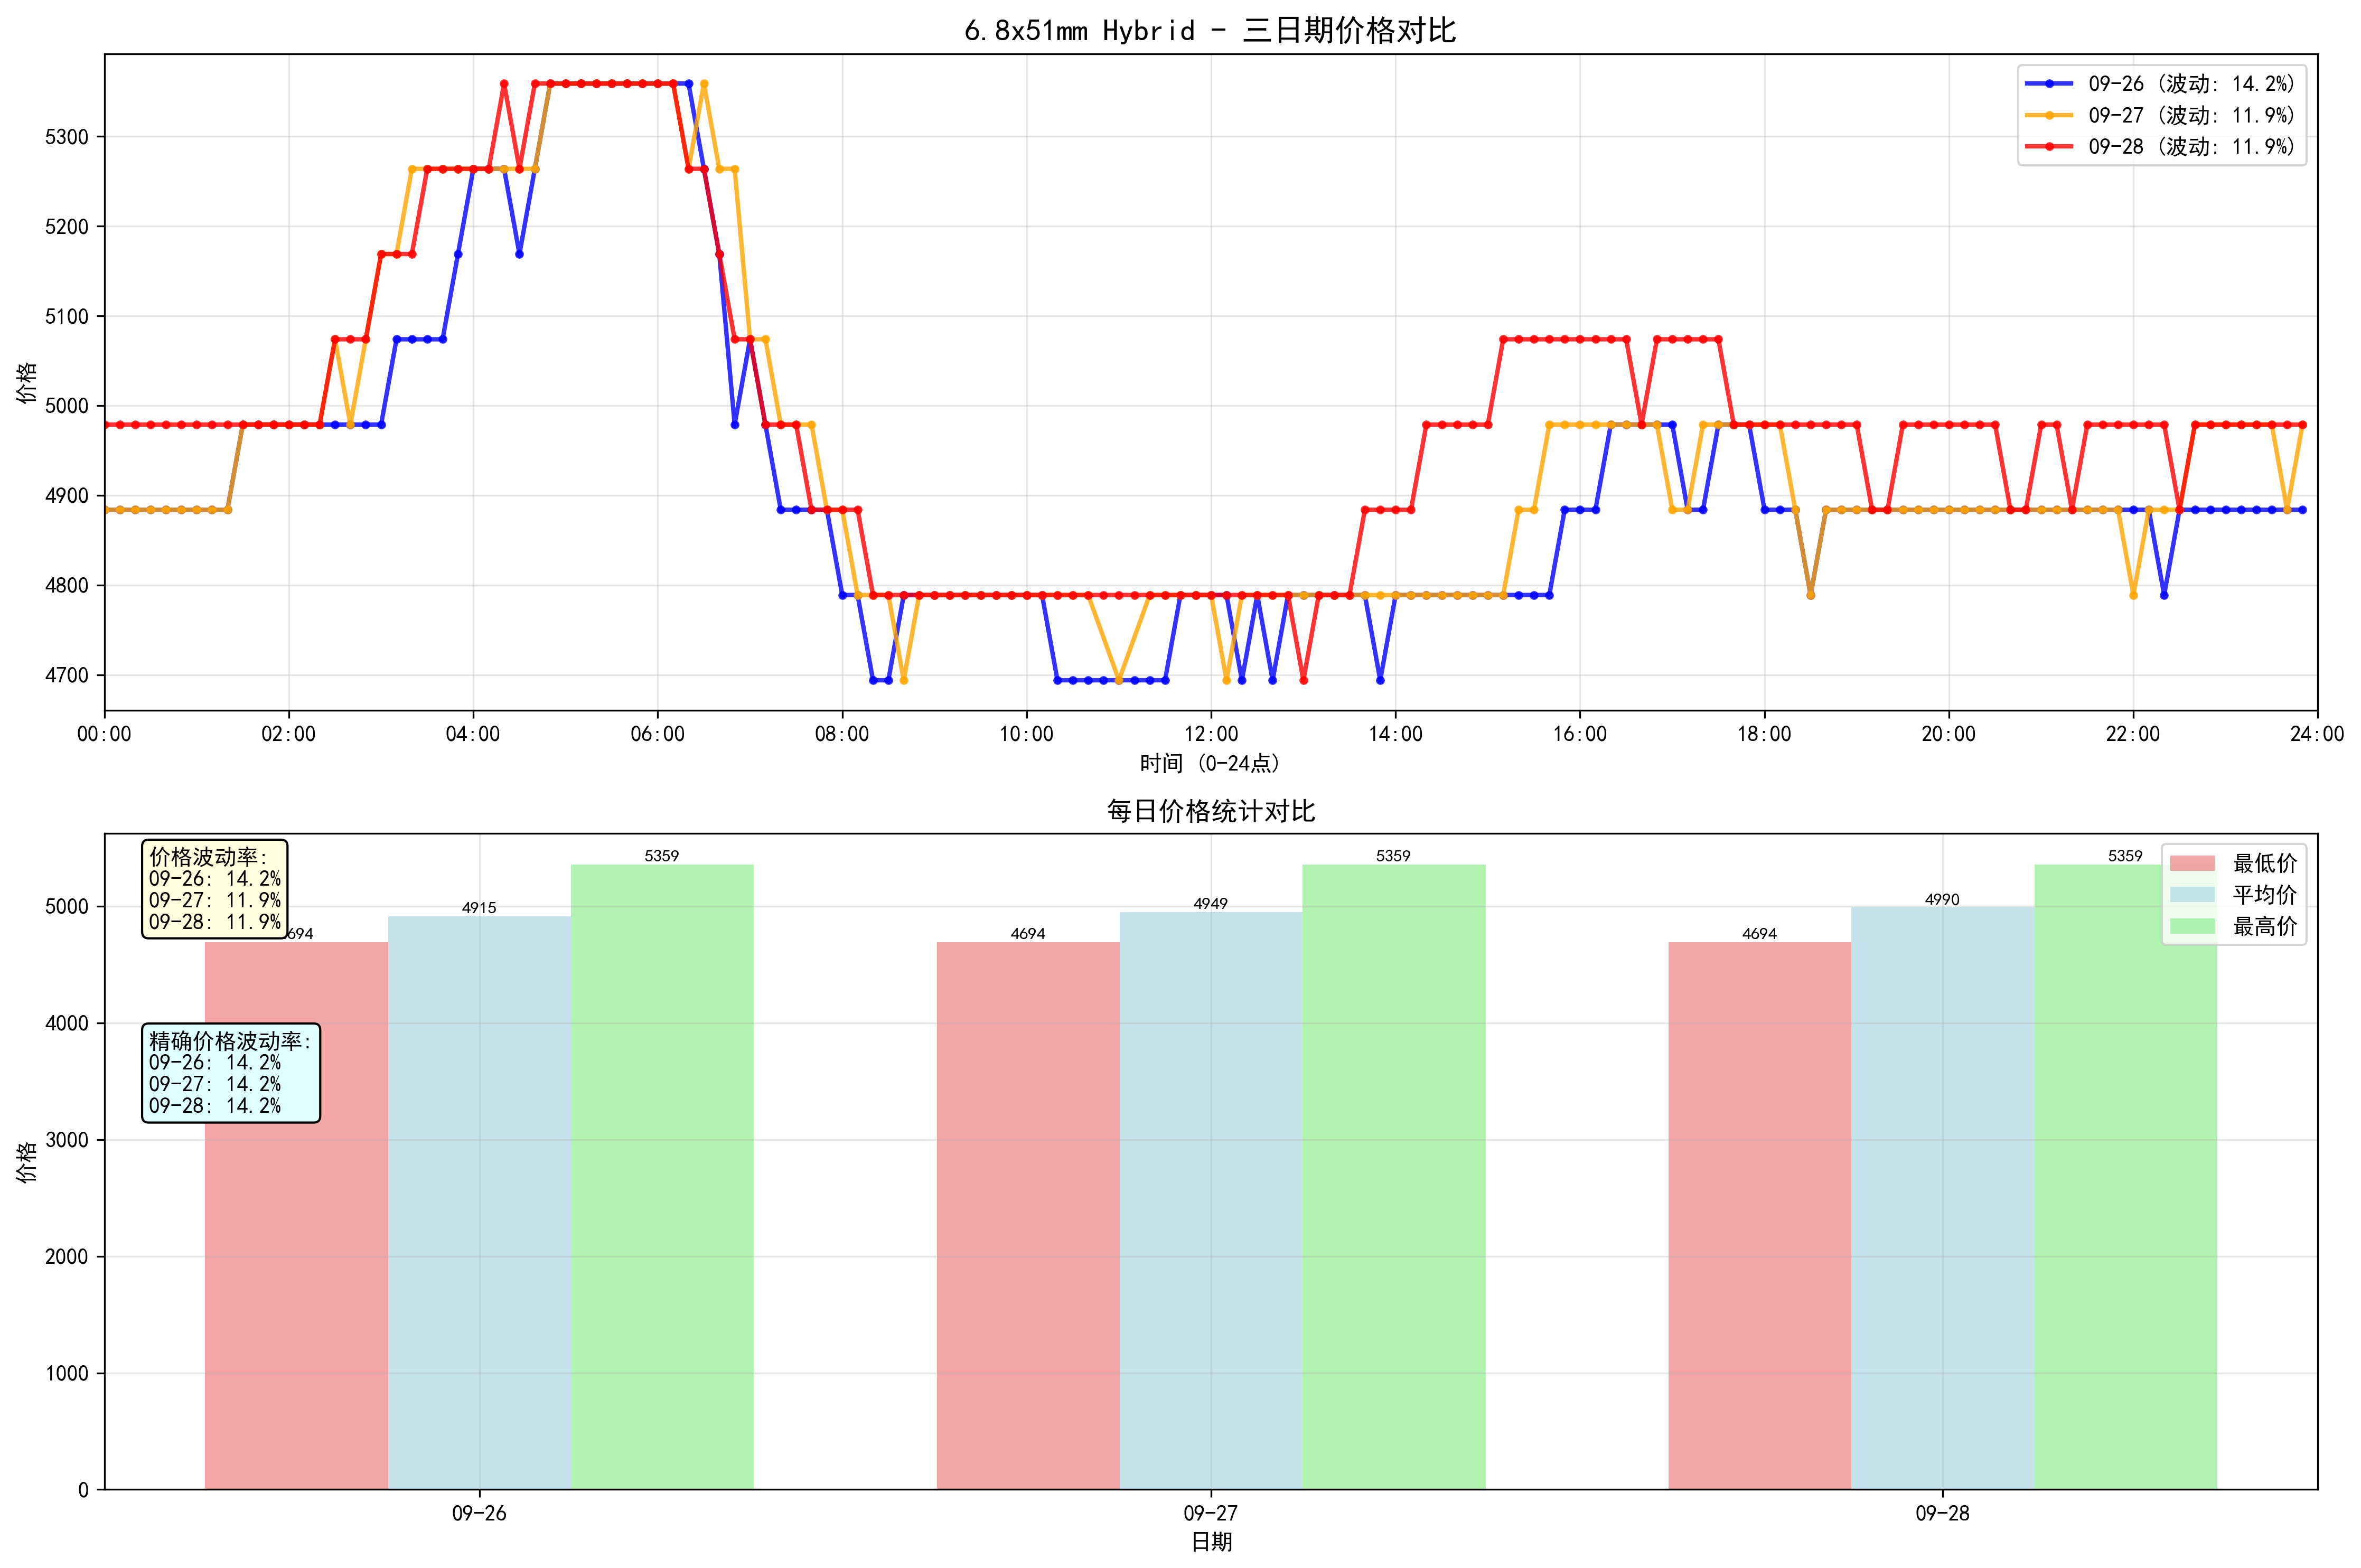 6.8x51mm Hybrid - 三日期价格对比
09-26 (波动: 14.2%)
09-27 (波动: 11.9%)
09-28 (波动: 11.9%)
价格
5300
5200
5100
5000
4900
4800
4700
00:00 02:00 04:00 06:00 08:00 10:00 12:00 14:00 16:00 18:00 20:00 22:00 24:00
时间 (0-24点)
每日价格统计对比
价格波动率:
09-26: 14.2%
09-27: 11.9%
09-28: 11.9%
精确价格波动率:
09-26: 14.2%
09-27: 14.2%
09-28: 14.2%
694 4915 5359 4694 4949 5359 4694 4990 5359
最低价
平均价
最高价
价格
5000
4000
3000
2000
1000
0
09-26 09-27 09-28
日期